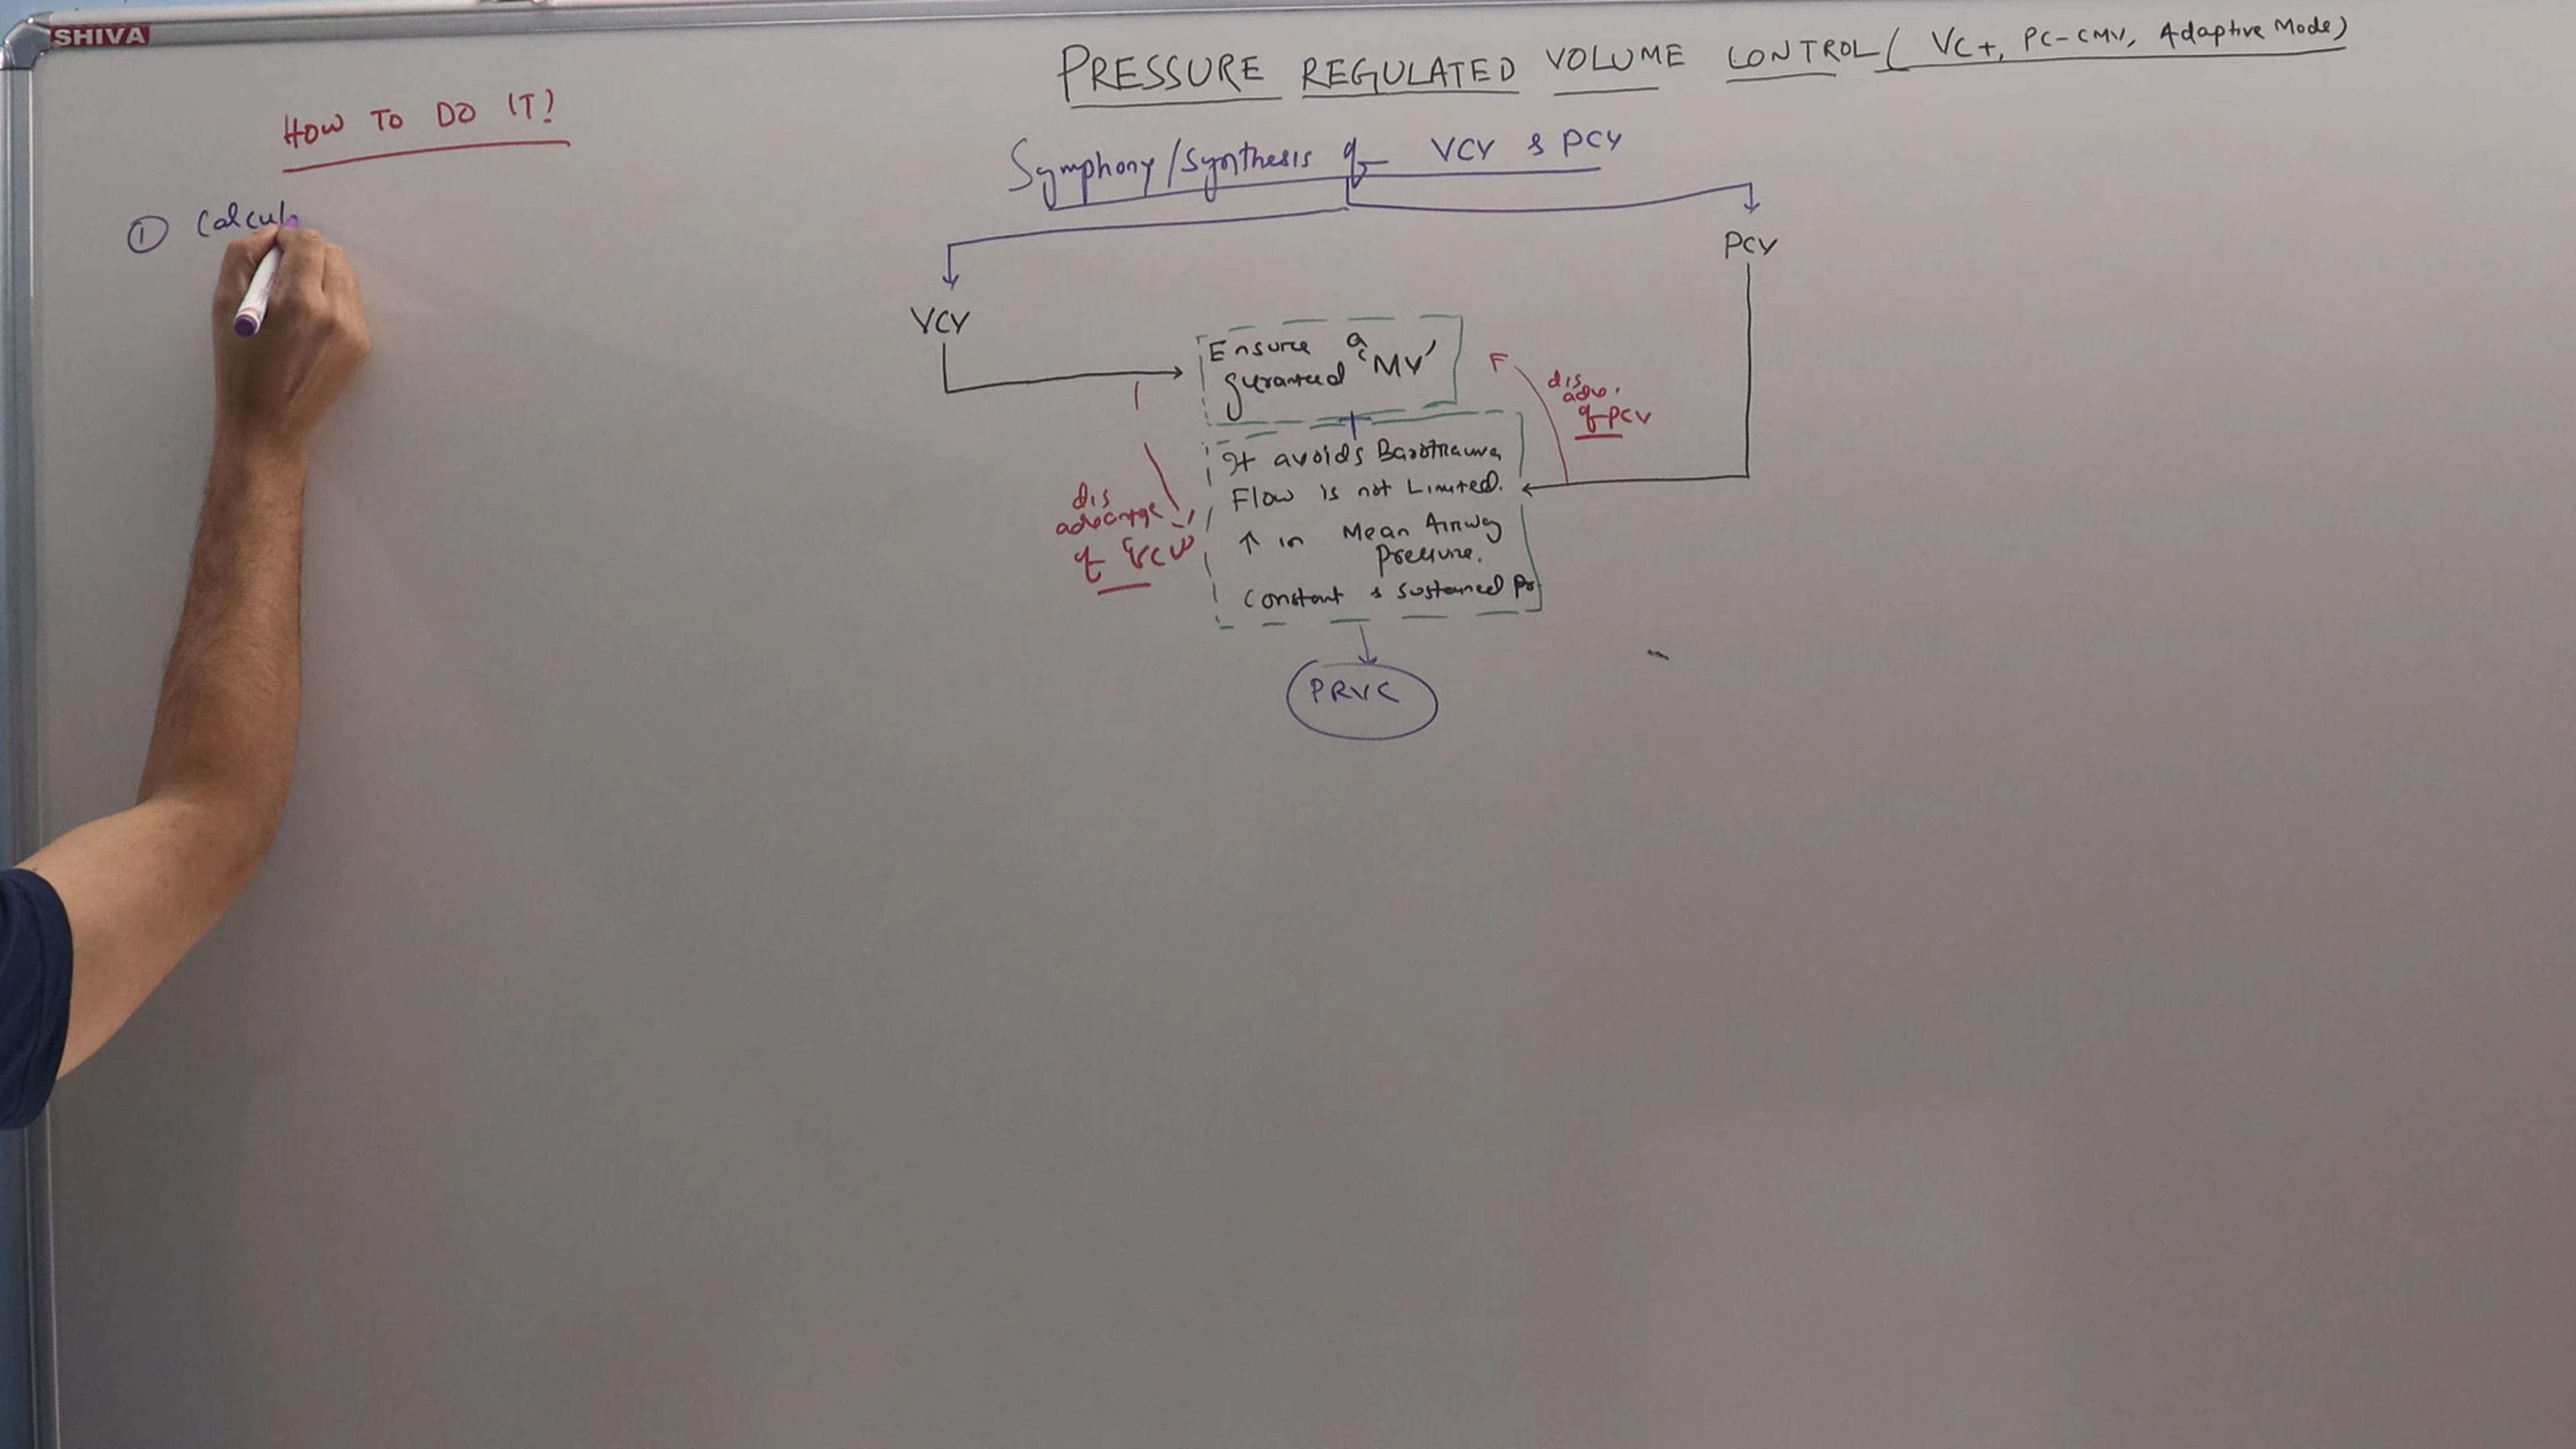 SHIVA
PRESSURE REGULATED VOLUME CONTROL ( VC+, PC-CMV, Adaptive Mode)
HOW TO DO IT!
Symphony/Synthesis of VCV & PCV
① Calcul
PCV
VCV
Ensure a
guranteed 'MV'
dis
adv.
of PCV
It avoids Barotrauma
Flow is not Limited.
↑ in Mean Airway
Pressure.
Constant & sustained Pr
dis
advantage
of VCV
PRVC